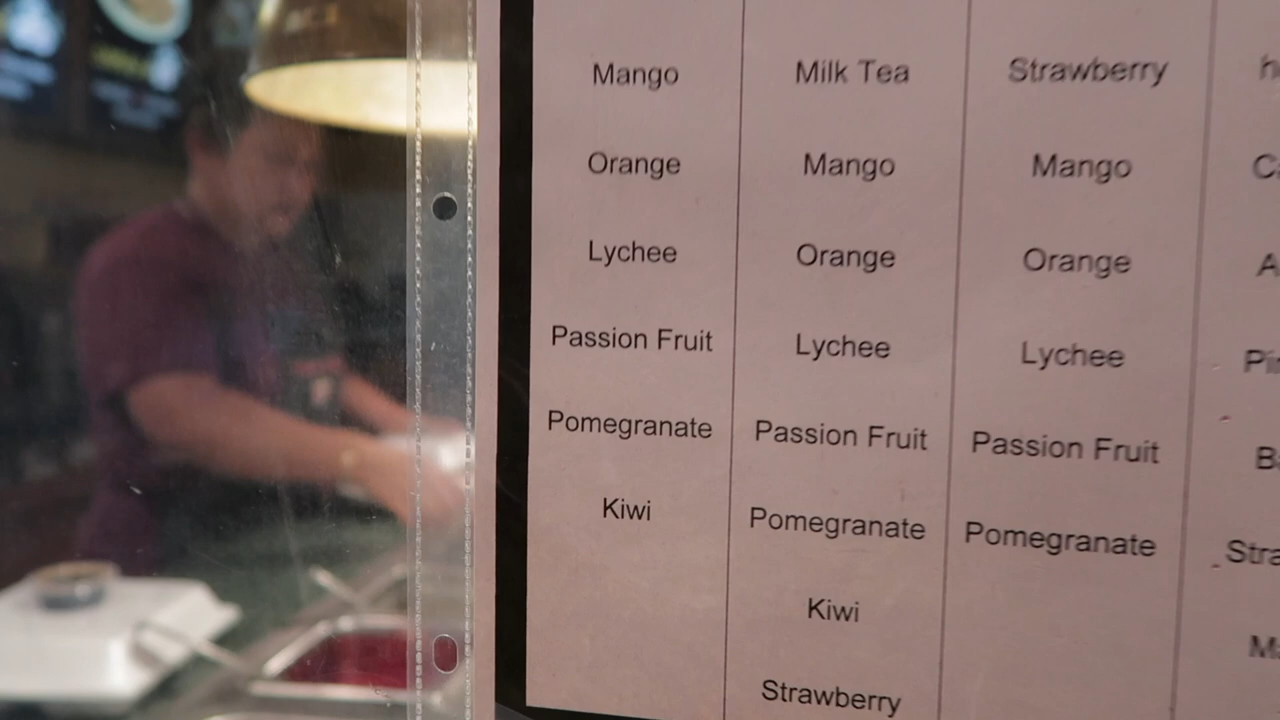 Mango
Orange
Lychee
Passion Fruit
Pomegranate
Kiwi
Milk Tea
Mango
Orange
Lychee
Passion Fruit
Pomegranate
Kiwi
Strawberry
Strawberry
Mango
Orange
Lychee
Passion Fruit
Pomegranate